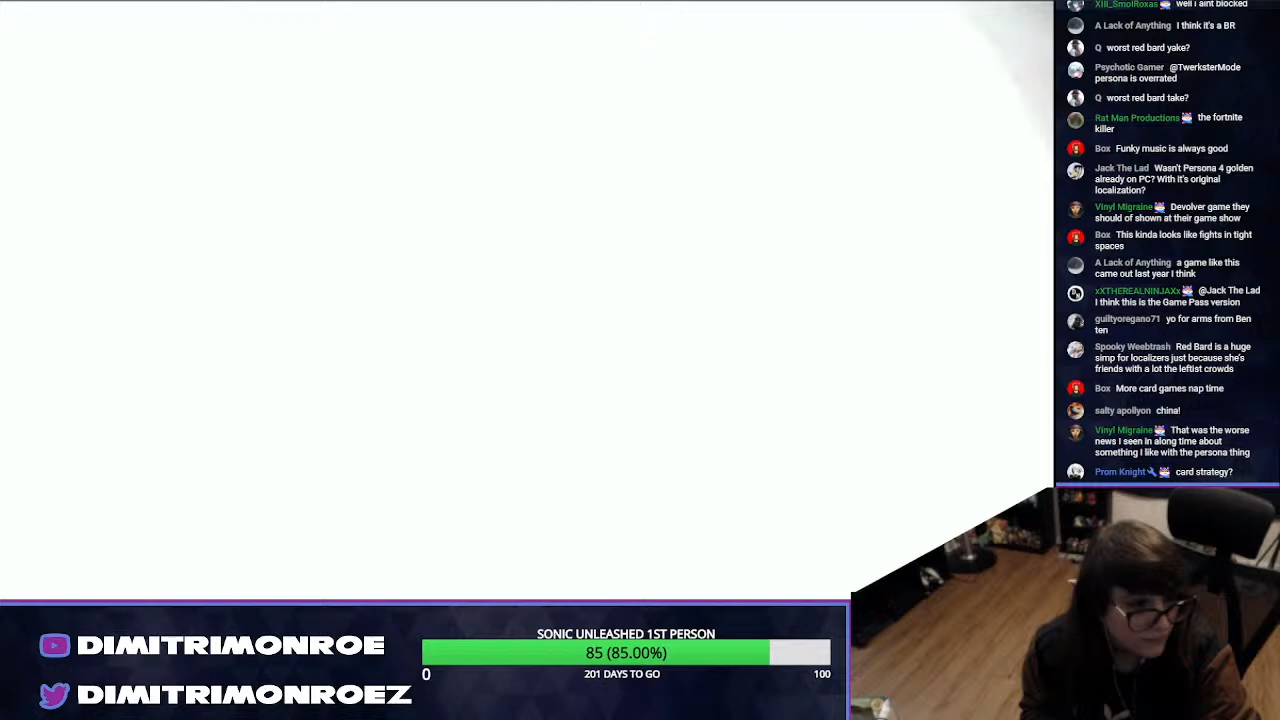 XIII_SmolRoxas well i aint blocked
A Lack of Anything I think it's a BR
Q worst red bard yake?
Psychotic Gamer @TwerksterMode
persona is overrated
Q worst red bard take?
Rat Man Productions the fortnite
killer
Box Funky music is always good
Jack The Lad Wasn't Persona 4 golden
already on PC? With it's original
localization?
Vinyl Migraine Devolver game they
should of shown at their game show
Box This kinda looks like fights in tight
spaces
A Lack of Anything a game like this
came out last year I think
xXTHEREALNINJAXx @Jack The Lad
I think this is the Game Pass version
guiltyoregano71 yo for arms from Ben
ten
Spooky Weebtrash Red Bard is a huge
simp for localizers just because she's
friends with a lot the leftist crowds
Box More card games nap time
salty apollyon china!
Vinyl Migraine That was the worse
news I seen in along time about
something I like with the persona thing
Prom Knight card strategy?
DIMITRIMONROE
DIMITRIMONROEZ
SONIC UNLEASHED 1ST PERSON
85 (85.00%)
0 201 DAYS TO GO 100